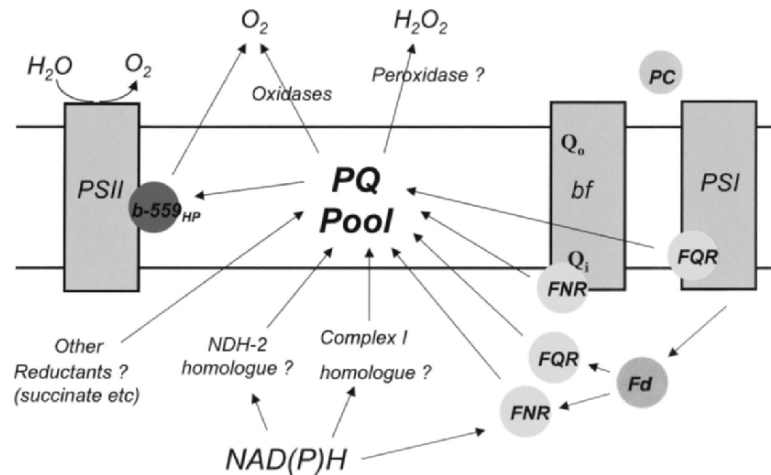 O2
H2O2
H2O
O2
Oxidases
Peroxidase ?
PC
PSII
b-559HP
PQ
Pool
Qo
bf
Qi
PSI
FQR
FNR
Other
Reductants ?
(succinate etc)
NDH-2
homologue ?
Complex I
homologue ?
FQR
Fd
FNR
NAD(P)H